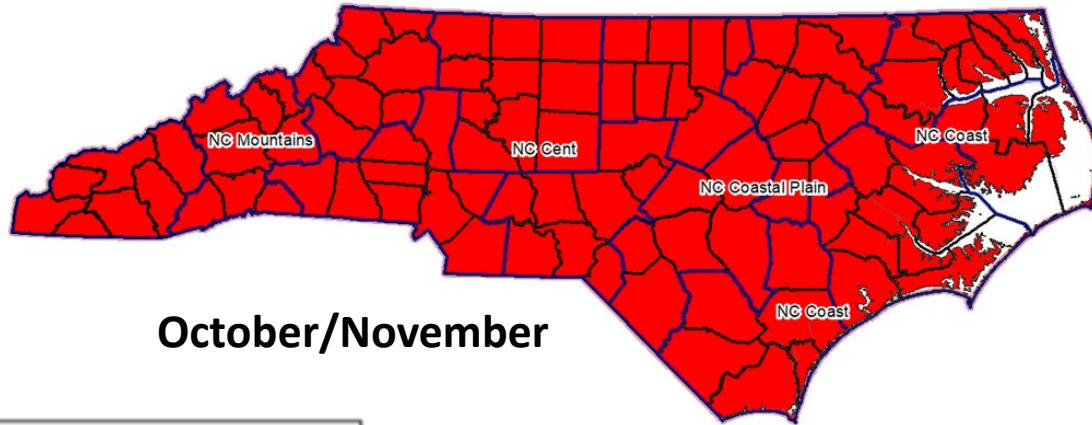 NC Mountains
NC Cent
NC Coast
NC Coastal Plain
NC Coast
October/November